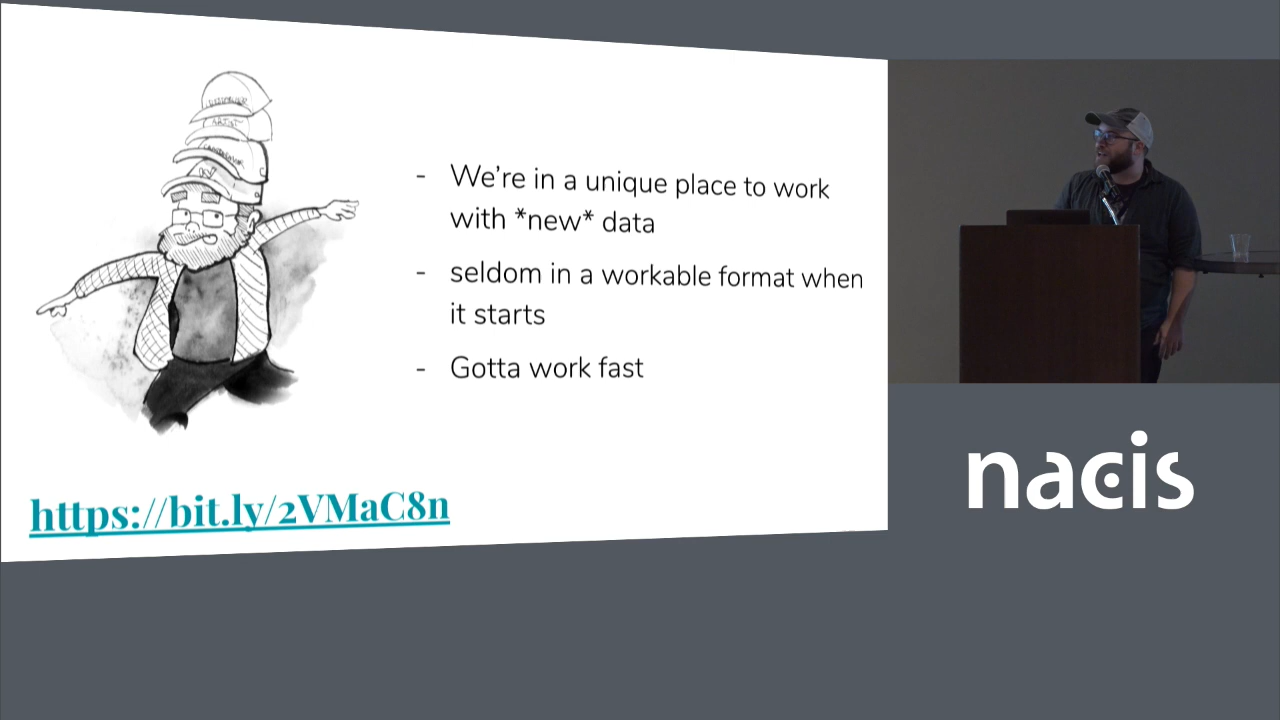 ARTIST
We're in a unique place to work
with *new* data
seldom in a workable format when
it starts
Gotta work fast
https://bit.ly/2VMaC8n
nacis